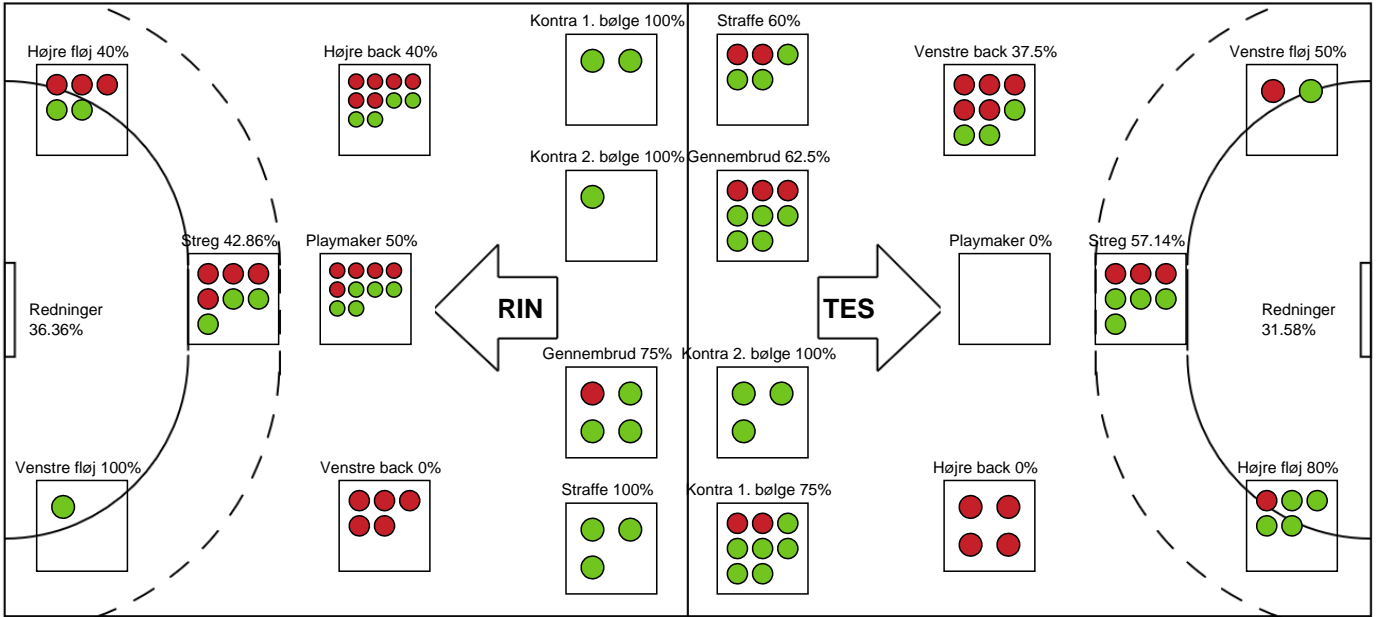 Kontra 1. bølge 100%
Straffe 60%
Højre fløj 40%
Højre back 40%
Venstre back 37.5%
Venstre fløj 50%
Kontra 2. bølge 100%
Gennembrud 62.5%
Streg 42.86%
Playmaker 50%
Playmaker 0%
Streg 57.14%
Redninger
36.36%
RIN
TES
Redninger
31.58%
Gennembrud 75%
Kontra 2. bølge 100%
Venstre fløj 100%
Venstre back 0%
Straffe 100%
Kontra 1. bølge 75%
Højre back 0%
Højre fløj 80%